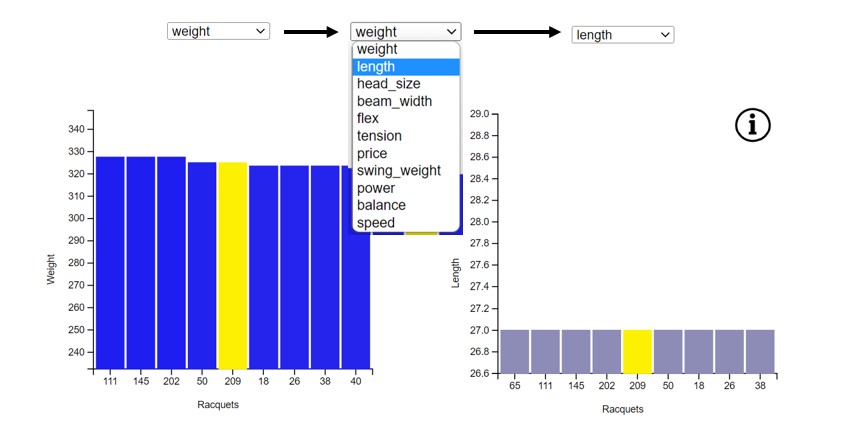 weight
weight
length
weight
length
head_size
beam_width
flex
tension
price
swing_weight
power
balance
speed
340
330
320
310
300
290
280
270
260
250
240
Weight
111 145 202 50 209 18 26 38 40
Racquets
29.0
28.8
28.6
28.4
28.2
28.0
27.8
27.6
27.4
27.2
27.0
26.8
26.6
Length
65 111 145 202 209 50 18 26 38
Racquets
i